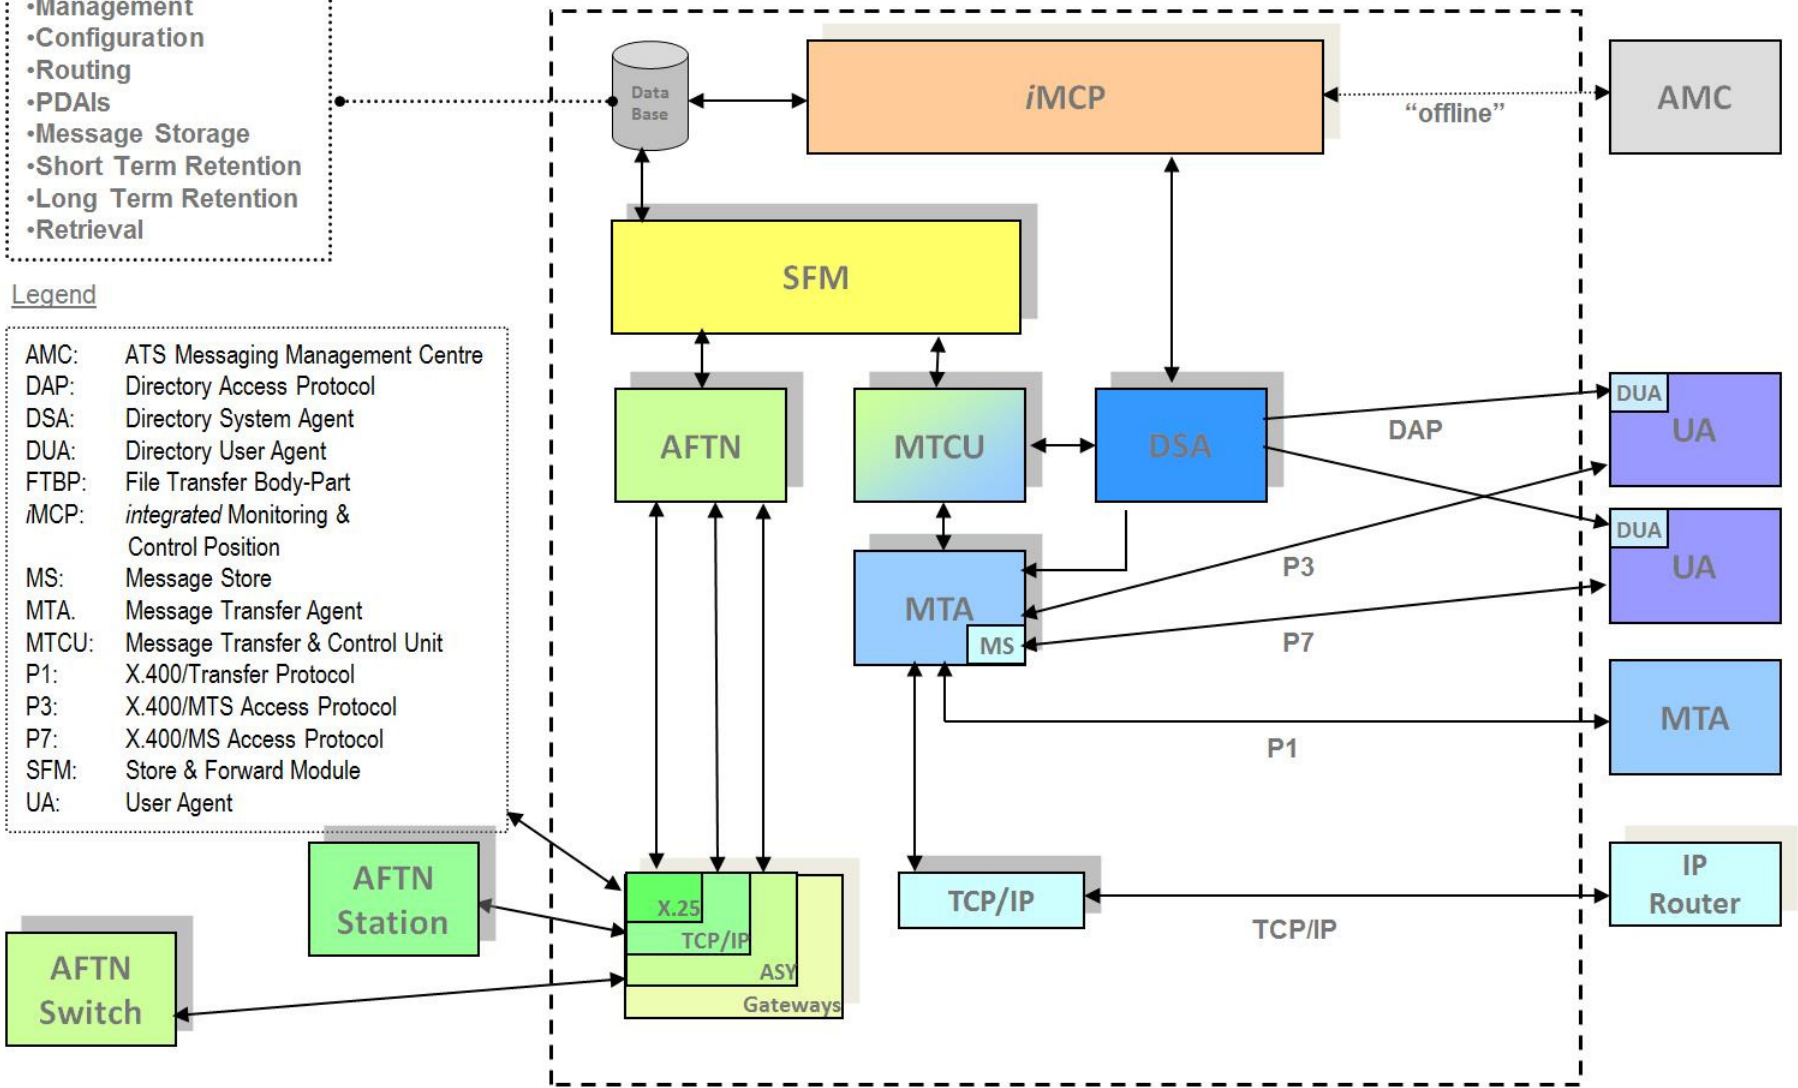 •Management
•Configuration
•Routing
•PDAIs
•Message Storage
•Short Term Retention
•Long Term Retention
•Retrieval
Data
Base
iMCP
"offline"
AMC
SFM
Legend
AMC: ATS Messaging Management Centre
DAP: Directory Access Protocol
DSA: Directory System Agent
DUA: Directory User Agent
FTBP: File Transfer Body-Part
iMCP: integrated Monitoring &
Control Position
MS: Message Store
MTA. Message Transfer Agent
MTCU: Message Transfer & Control Unit
P1: X.400/Transfer Protocol
P3: X.400/MTS Access Protocol
P7: X.400/MS Access Protocol
SFM: Store & Forward Module
UA: User Agent
AFTN
MTCU
DSA
DAP
DUA
UA
DUA
UA
P3
MTA
MS
P7
MTA
P1
AFTN
Station
AFTN
Switch
X.25
TCP/IP
ASY
Gateways
TCP/IP
TCP/IP
IP
Router